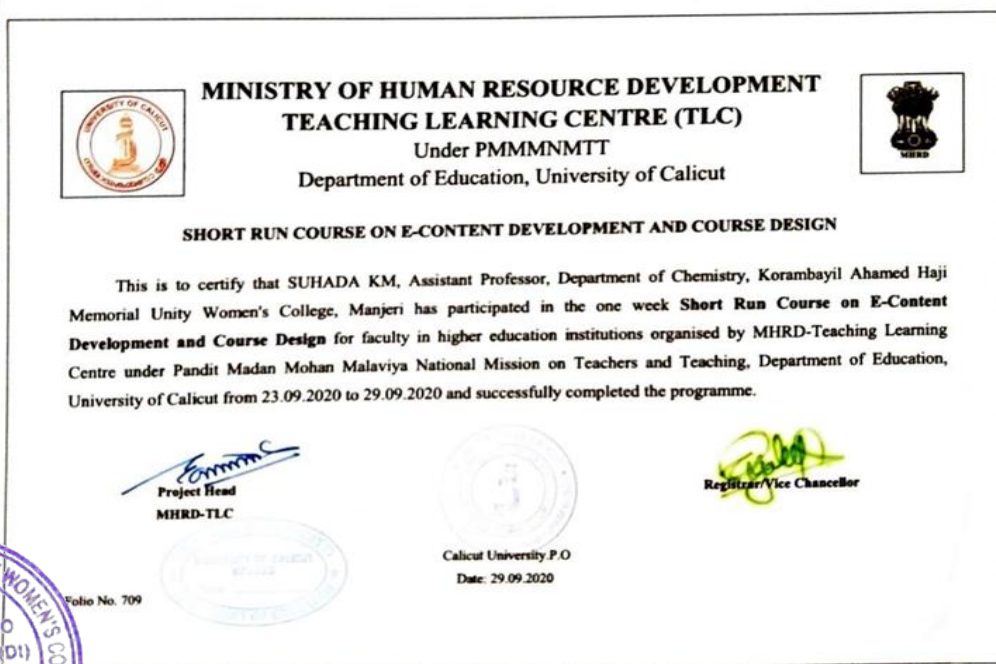 MINISTRY OF HUMAN RESOURCE DEVELOPMENT
TEACHING LEARNING CENTRE (TLC)
Under PMMMNMTT
Department of Education, University of Calicut
UNIVERSITY OF CALICUT
MHRD
SHORT RUN COURSE ON E-CONTENT DEVELOPMENT AND COURSE DESIGN
This is to certify that SUHADA KM, Assistant Professor, Department of Chemistry, Korambayil Ahamed Haji
Memorial Unity Women's College, Manjeri has participated in the one week Short Run Course on E-Content
Development and Course Design for faculty in higher education institutions organised by MHRD-Teaching Learning
Centre under Pandit Madan Mohan Malaviya National Mission on Teachers and Teaching, Department of Education,
University of Calicut from 23.09.2020 to 29.09.2020 and successfully completed the programme.
Project Head
MHRD-TLC
Registrar/Vice Chancellor
Calicut University.P.O
Date: 29.09.2020
Folio No. 709
WOMEN'S CO